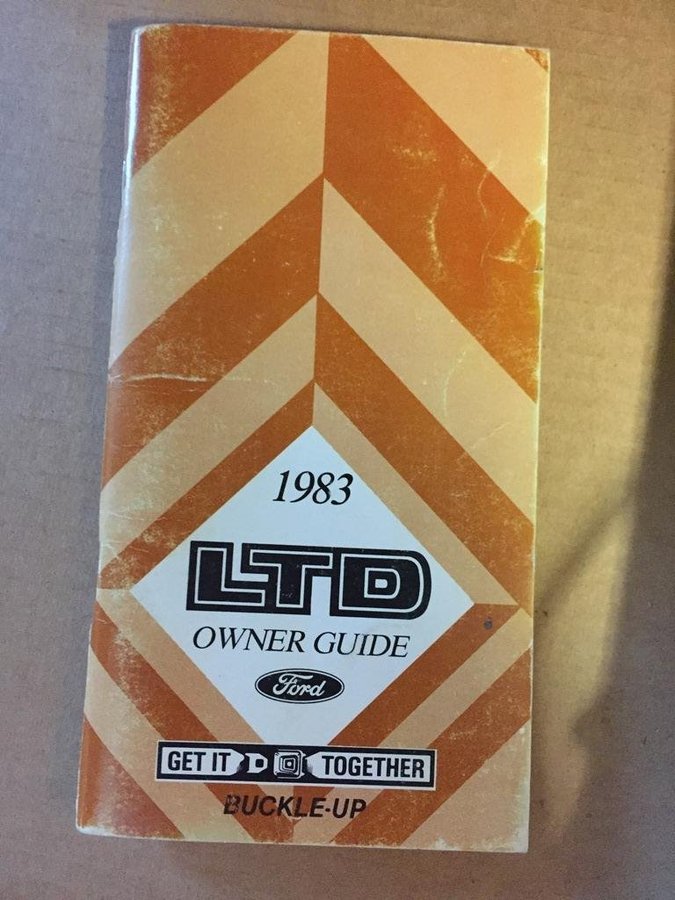 1983
LTD
OWNER GUIDE
Ford
GET IT TOGETHER
BUCKLE-UP